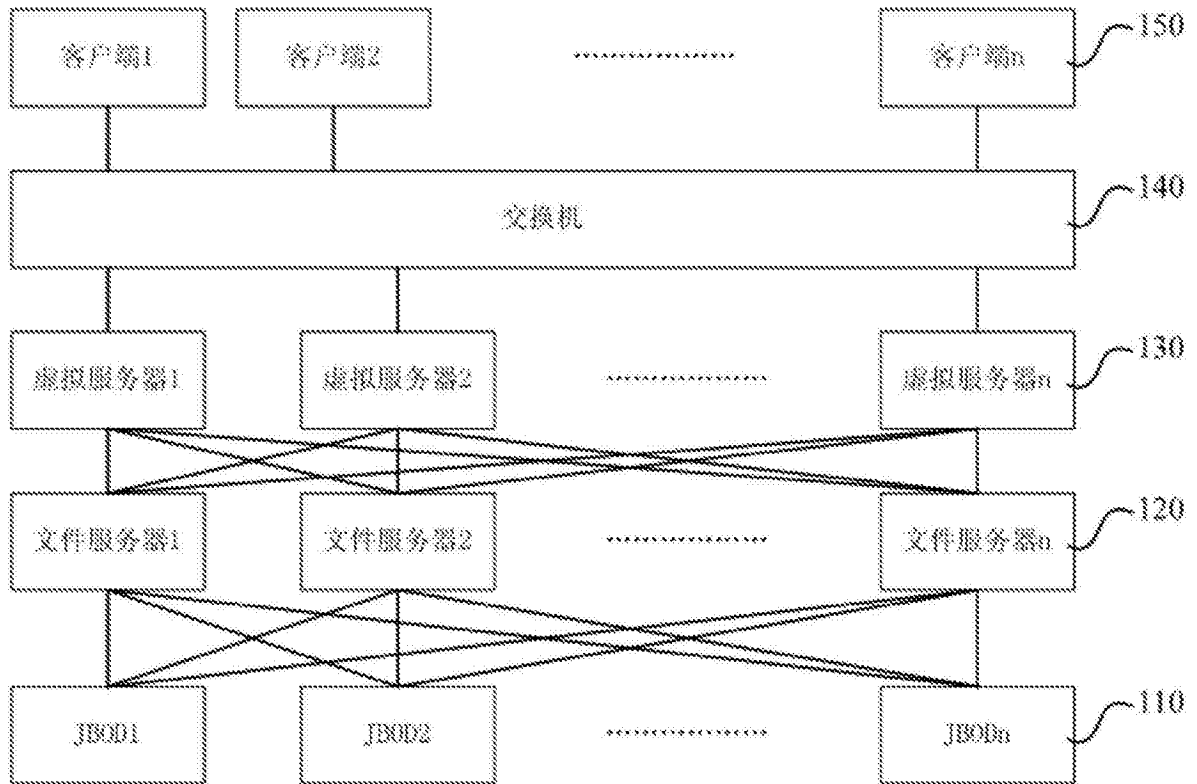 客户端1 客户端2 ………… 客户端n 150
交换机 140
虚拟服务器1 虚拟服务器2 ………… 虚拟服务器n 130
文件服务器1 文件服务器2 ………… 文件服务器n 120
JBOD1 JBOD2 ………… JBODn 110